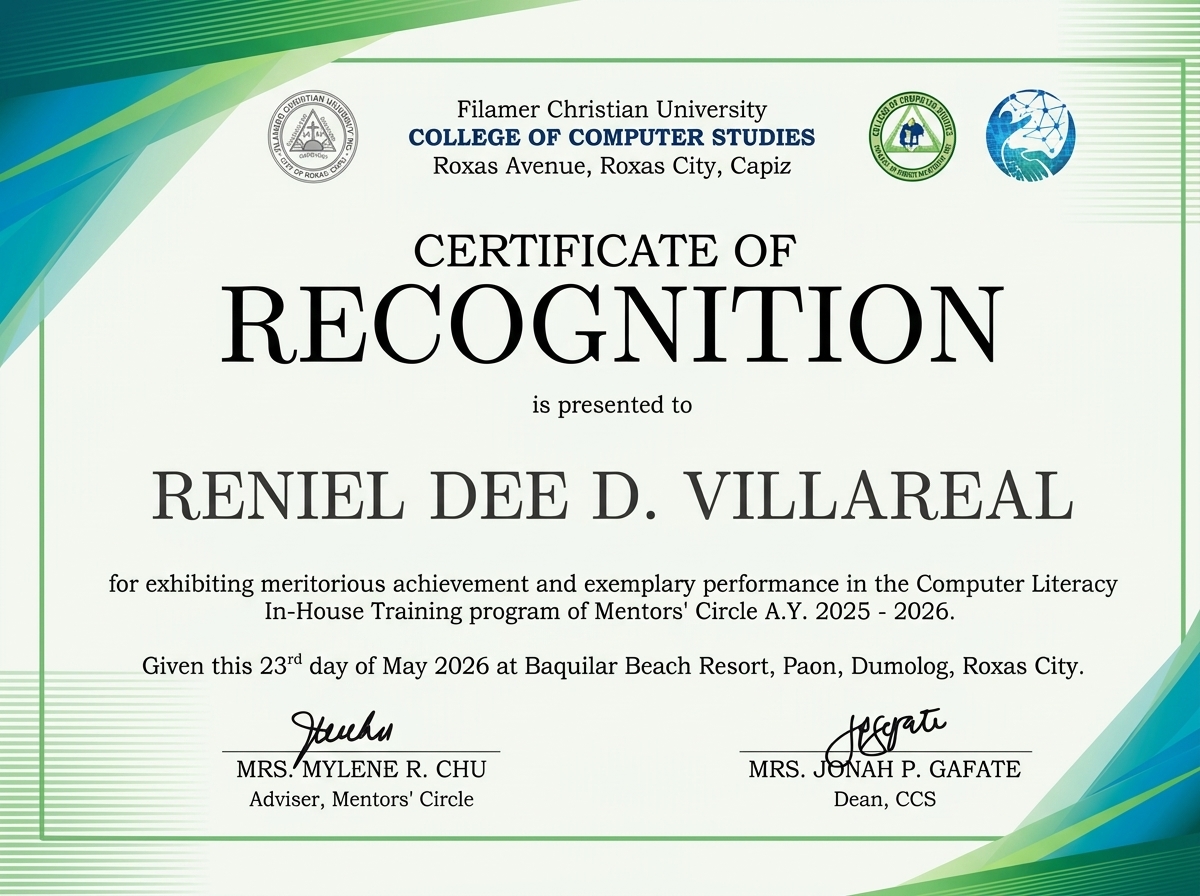 Filamer Christian University
COLLEGE OF COMPUTER STUDIES
Roxas Avenue, Roxas City, Capiz
CERTIFICATE OF
RECOGNITION
is presented to
RENIEL DEE D. VILLAREAL
for exhibiting meritorious achievement and exemplary performance in the Computer Literacy
In-House Training program of Mentors' Circle A.Y. 2025 - 2026.
Given this 23rd day of May 2026 at Baquilar Beach Resort, Paon, Dumolog, Roxas City.
MRS. MYLENE R. CHU
Adviser, Mentors' Circle
MRS. JONAH P. GAFATE
Dean, CCS